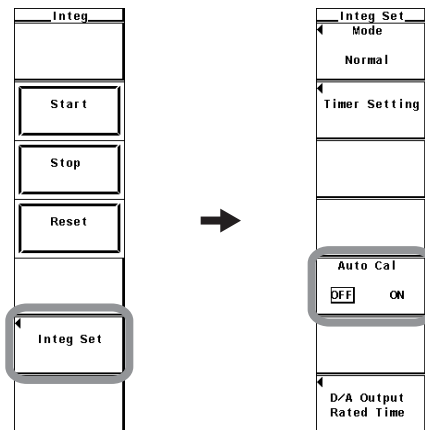 Integ
Start
Stop
Reset
Integ Set
Integ Set
Mode
Normal
Timer Setting
Auto Cal
OFF ON
D/A Output
Rated Time